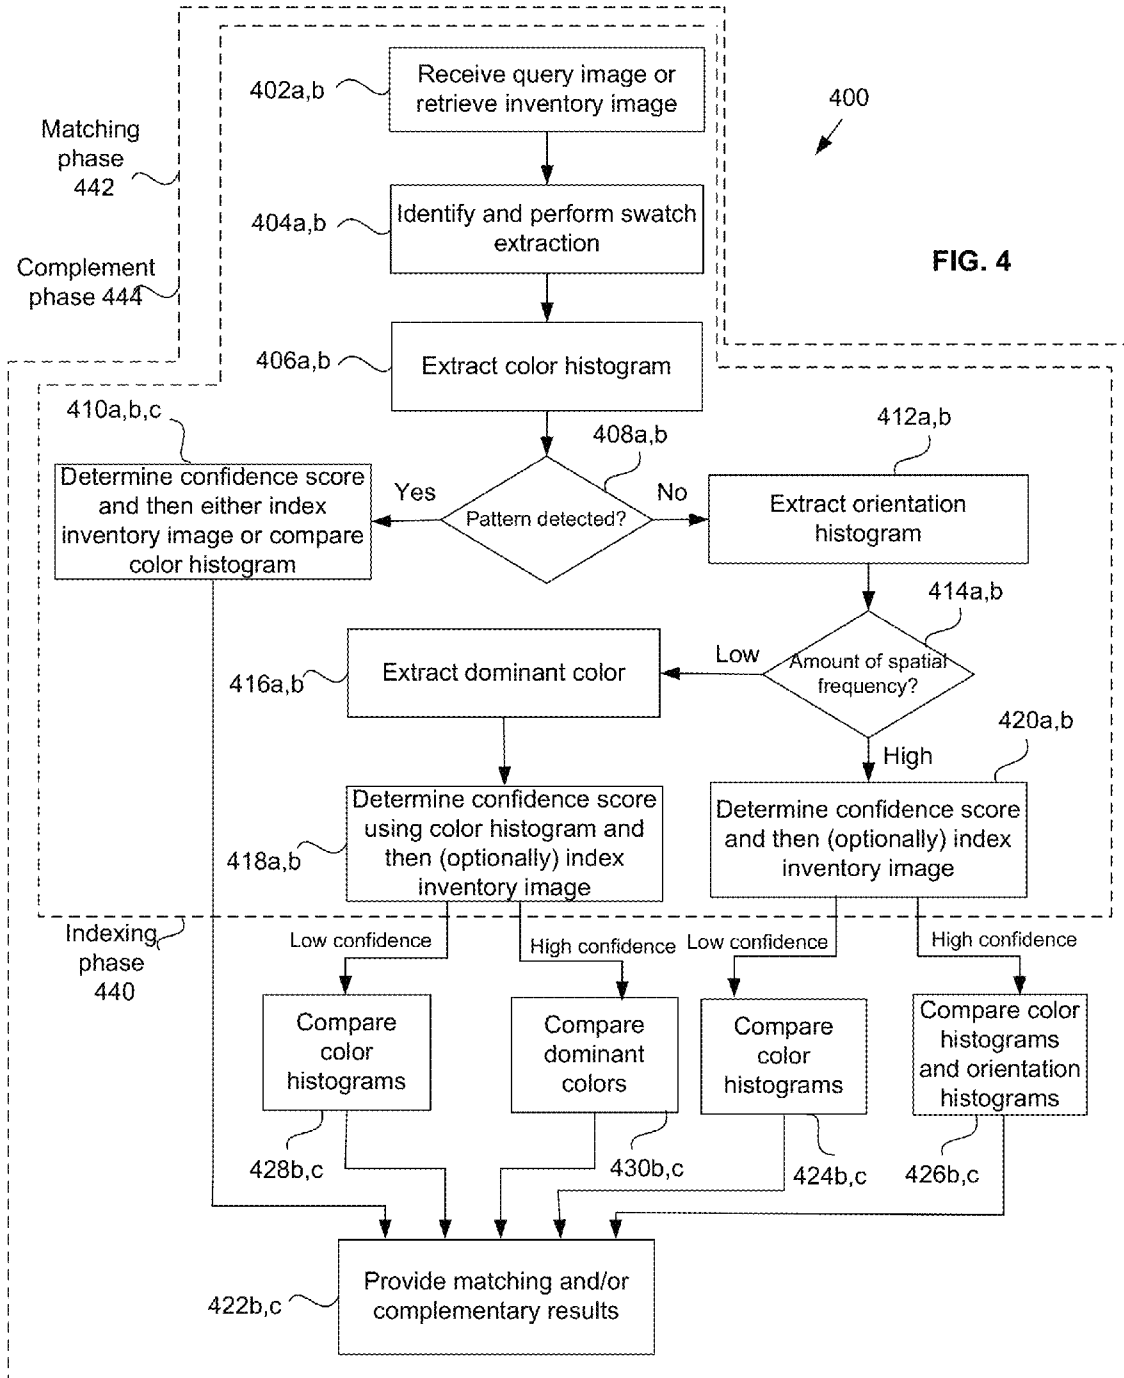 Receive query image or
retrieve inventory image
402a,b
400
Matching
phase
442
Identify and perform swatch
extraction
404a,b
Complement
phase 444
FIG. 4
Extract color histogram
406a,b
410a,b,c
408a,b
412a,b
Determine confidence score
and then either index
inventory image or compare
color histogram
Yes
Pattern detected?
No
Extract orientation
histogram
414a,b
Extract dominant color
416a,b
Low
Amount of spatial
frequency?
420a,b
High
Determine confidence score
using color histogram and
then (optionally) index
inventory image
418a,b
Determine confidence score
and then (optionally) index
inventory image
Indexing
phase
440
Low confidence
High confidence
Low confidence
High confidence
Compare
color
histograms
Compare
dominant
colors
Compare
color
histograms
Compare color
histograms
and orientation
histograms
428b,c
430b,c
424b,c
426b,c
Provide matching and/or
complementary results
422b,c